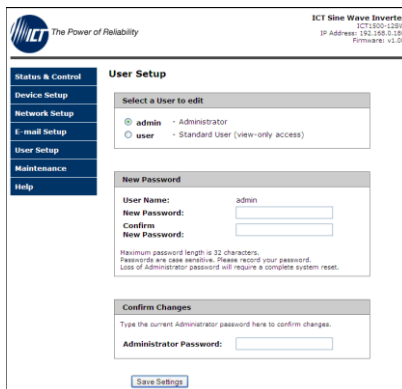 ICT The Power of Reliability
ICT Sine Wave Inverte
ICT1500-12SW
IP Address: 192.168.0.18
Firmware: v1.0
Status & Control
Device Setup
Network Setup
E-mail Setup
User Setup
Maintenance
Help
User Setup
Select a User to edit
admin - Administrator
user - Standard User (view-only access)
New Password
User Name: admin
New Password:
Confirm
New Password:
Maximum password length is 32 characters.
Passwords are case sensitive. Please record your password.
Loss of Administrator password will require a complete system reset.
Confirm Changes
Type the current Administrator password here to confirm changes.
Administrator Password:
Save Settings